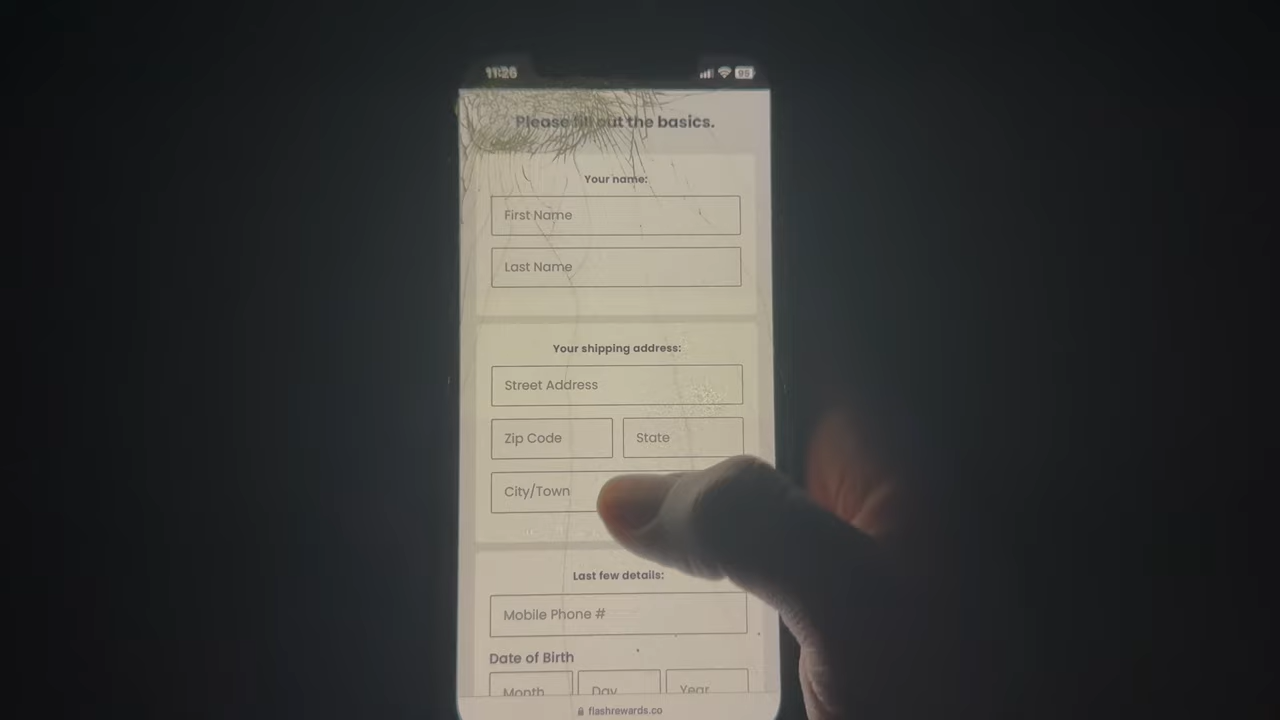 11:26
99
Please fill out the basics.
Your name:
First Name
Last Name
Your shipping address:
Street Address
Zip Code State
City/Town
Last few details:
Mobile Phone #
Date of Birth
Month Day Year
flashrewards.co